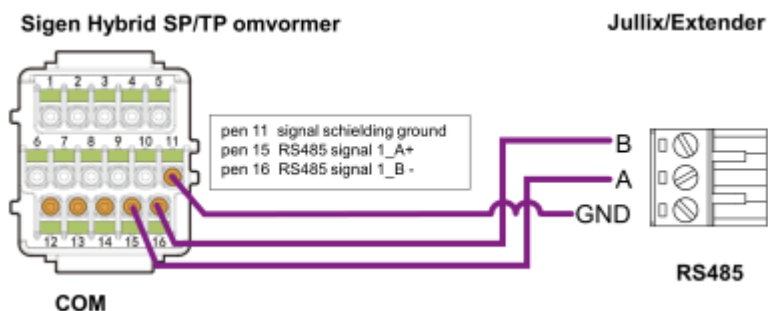 Sigen Hybrid SP/TP omvormer
Jullix/Extender
1 2 3 4 5
6 7 8 9 10 11
12 13 14 15 16
COM
pen 11 signal schielding ground
pen 15 RS485 signal 1_A+
pen 16 RS485 signal 1_B -
B
A
GND
RS485